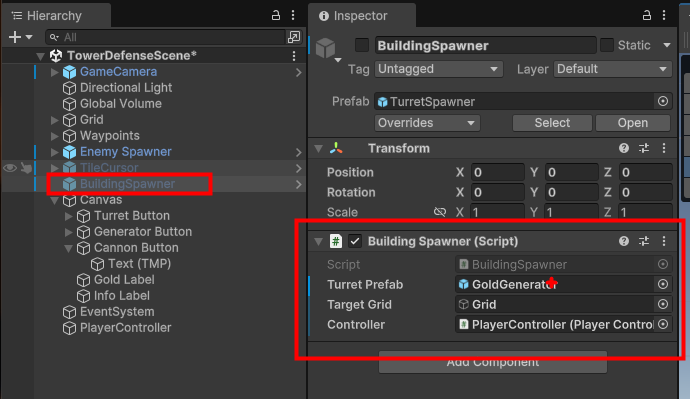 Hierarchy
All
TowerDefenseScene*
GameCamera
Directional Light
Global Volume
Grid
Waypoints
Enemy Spawner
TileCursor
BuildingSpawner
Canvas
Turret Button
Generator Button
Cannon Button
Text (TMP)
Gold Label
Info Label
EventSystem
PlayerController
Inspector
BuildingSpawner Static
Tag Untagged Layer Default
Prefab TurretSpawner
Overrides Select Open
Transform
Position X 0 Y 0 Z 0
Rotation X 0 Y 0 Z 0
Scale X 1 Y 1 Z 1
# Building Spawner (Script)
Script # BuildingSpawner
Turret Prefab GoldGenerator
Target Grid Grid
Controller # PlayerController (Player Contro
Add Component